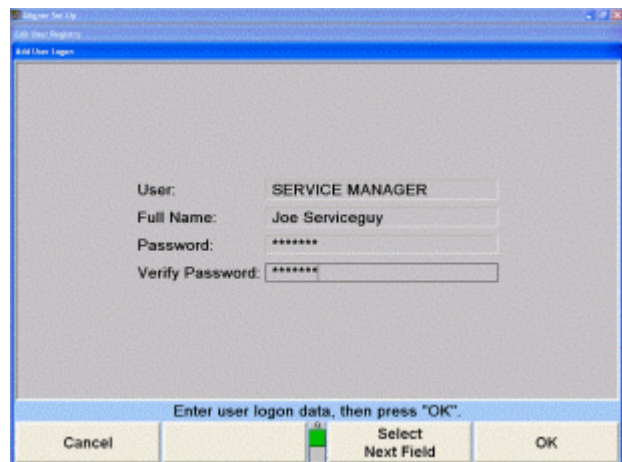 Aligner Set-Up
Edit User Registry
Add User Logon
User: SERVICE MANAGER
Full Name: Joe Serviceguy
Password: *******
Verify Password: *******
Enter user logon data, then press "OK".
Cancel
Select
Next Field
OK